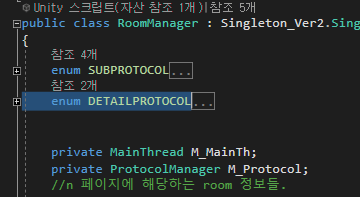 Unity 스크립트(자산 참조 1개)|참조 5개
public class RoomManager : Singleton_Ver2.Sing
{
참조 4개
enum SUBPROTOCOL...
참조 2개
enum DETAILPROTOCOL...
private MainThread M_MainTh;
private ProtocolManager M_Protocol;
//n 페이지에 해당하는 room 정보들.